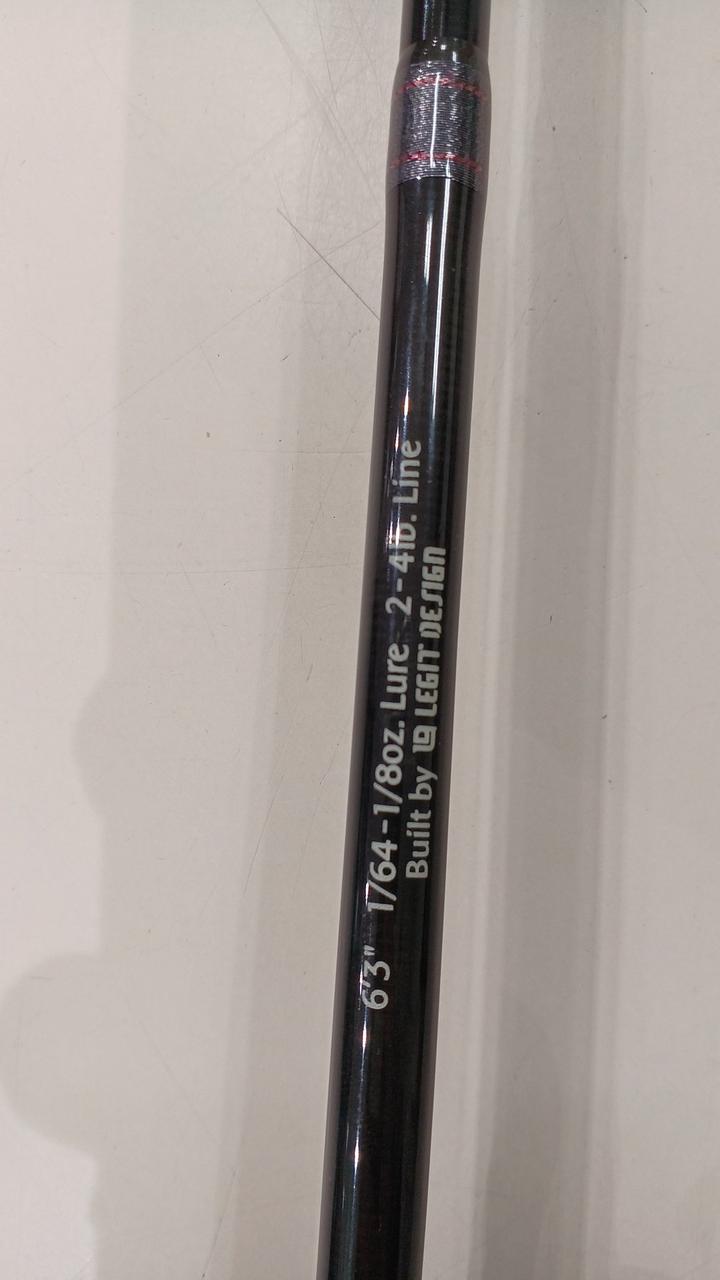 6'3" 1/64-1/8oz. Lure 2-4lb. Line
Built by LEGIT DESIGN